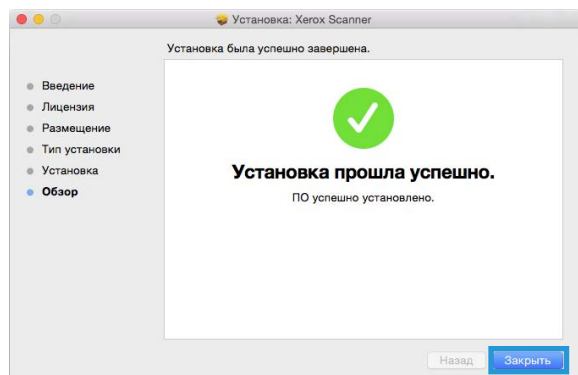 Установка: Xerox Scanner
Установка была успешно завершена.
Введение
Лицензия
Размещение
Тип установки
Установка
Обзор
Установка прошла успешно.
ПО успешно установлено.
Назад
Закрыть